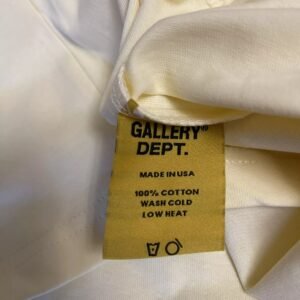 GALLERY
DEPT.
MADE IN USA
100% COTTON
WASH COLD
LOW HEAT